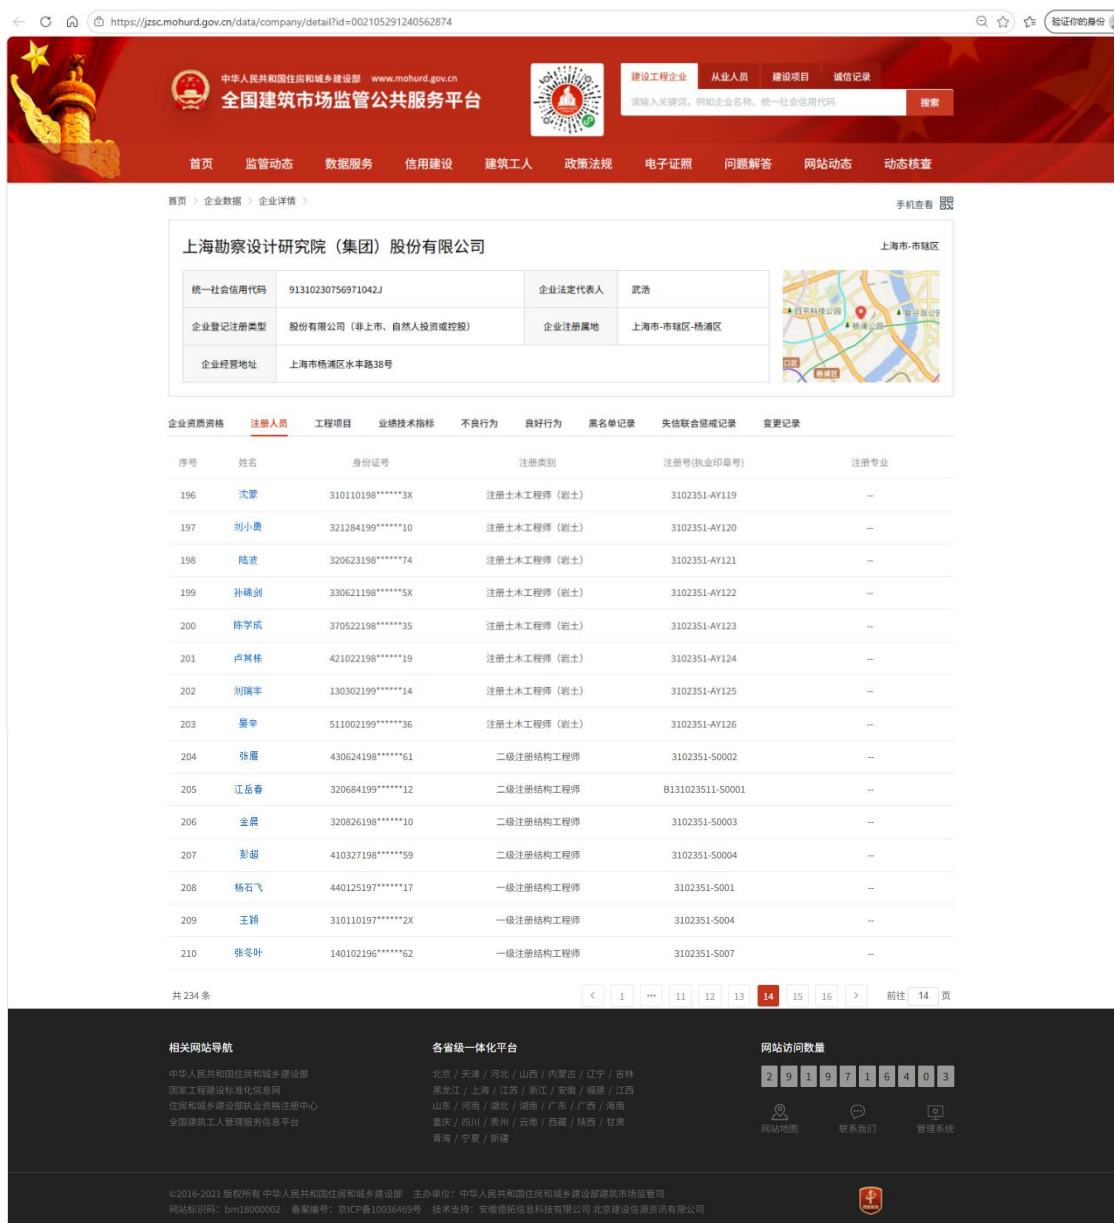 https://jzsc.mohurd.gov.cn/data/company/detail?id=002105291240562874
验证你的身份
中华人民共和国住房和城乡建设部 www.mohurd.gov.cn
全国建筑市场监管公共服务平台
建设工程企业 从业人员 建设项目 诚信记录
请输入关键词，例如企业名称、统一社会信用代码 搜索
首页 监管动态 数据服务 信用建设 建筑工人 政策法规 电子证照 问题解答 网站动态 动态核查
首页 > 企业数据 > 企业详情 >
手机查看
上海勘察设计研究院（集团）股份有限公司
上海市-市辖区
统一社会信用代码 91310230756971042J 企业法定代表人 武浩
企业登记注册类型 股份有限公司（非上市、自然人投资或控股） 企业注册属地 上海市-市辖区-杨浦区
企业经营地址 上海市杨浦区水丰路38号
四平科技公园
杨浦公园
杨浦区
企业资质资格 注册人员 工程项目 业绩技术指标 不良行为 良好行为 黑名单记录 失信联合惩戒记录 变更记录
序号 姓名 身份证号 注册类别 注册号(执业印章号) 注册专业
196 沈蒙 310110198******3X 注册土木工程师（岩土） 3102351-AY119 --
197 刘小勇 321284199******10 注册土木工程师（岩土） 3102351-AY120 --
198 陆波 320623198******74 注册土木工程师（岩土） 3102351-AY121 --
199 孙锦剑 330621198******5X 注册土木工程师（岩土） 3102351-AY122 --
200 陈学成 370522198******35 注册土木工程师（岩土） 3102351-AY123 --
201 卢其栋 421022198******19 注册土木工程师（岩土） 3102351-AY124 --
202 刘瑞丰 130302199******14 注册土木工程师（岩土） 3102351-AY125 --
203 晏辛 511002199******36 注册土木工程师（岩土） 3102351-AY126 --
204 张雁 430624198******61 二级注册结构工程师 3102351-S0002 --
205 江岳春 320684199******12 二级注册结构工程师 B131023511-S0001 --
206 金晨 320826198******10 二级注册结构工程师 3102351-S0003 --
207 彭超 410327198******59 二级注册结构工程师 3102351-S0004 --
208 杨石飞 440125197******17 一级注册结构工程师 3102351-S001 --
209 王颖 310110197******2X 一级注册结构工程师 3102351-S004 --
210 张冬叶 140102196******62 一级注册结构工程师 3102351-S007 --
共 234 条
< 1 ••• 11 12 13 14 15 16 > 前往 14 页
相关网站导航 各省级一体化平台 网站访问数量
中华人民共和国住房和城乡建设部 北京 / 天津 / 河北 / 山西 / 内蒙古 / 辽宁 / 吉林 2 9 1 9 7 1 6 4 0 3
国家工程建设标准化信息网 黑龙江 / 上海 / 江苏 / 浙江 / 安徽 / 福建 / 江西
住房和城乡建设部执业资格注册中心 山东 / 河南 / 湖北 / 湖南 / 广东 / 广西 / 海南
全国建筑工人管理服务信息平台 重庆 / 四川 / 贵州 / 云南 / 西藏 / 陕西 / 甘肃
网站地图 联系我们 管理系统
青海 / 宁夏 / 新疆
©2016-2021 版权所有 中华人民共和国住房和城乡建设部 主办单位：中华人民共和国住房和城乡建设部建筑市场监管司
网站标识码：bm18000002 备案编号：京ICP备10036469号 技术支持：安徽德拓信息科技有限公司 北京建设信源资讯有限公司